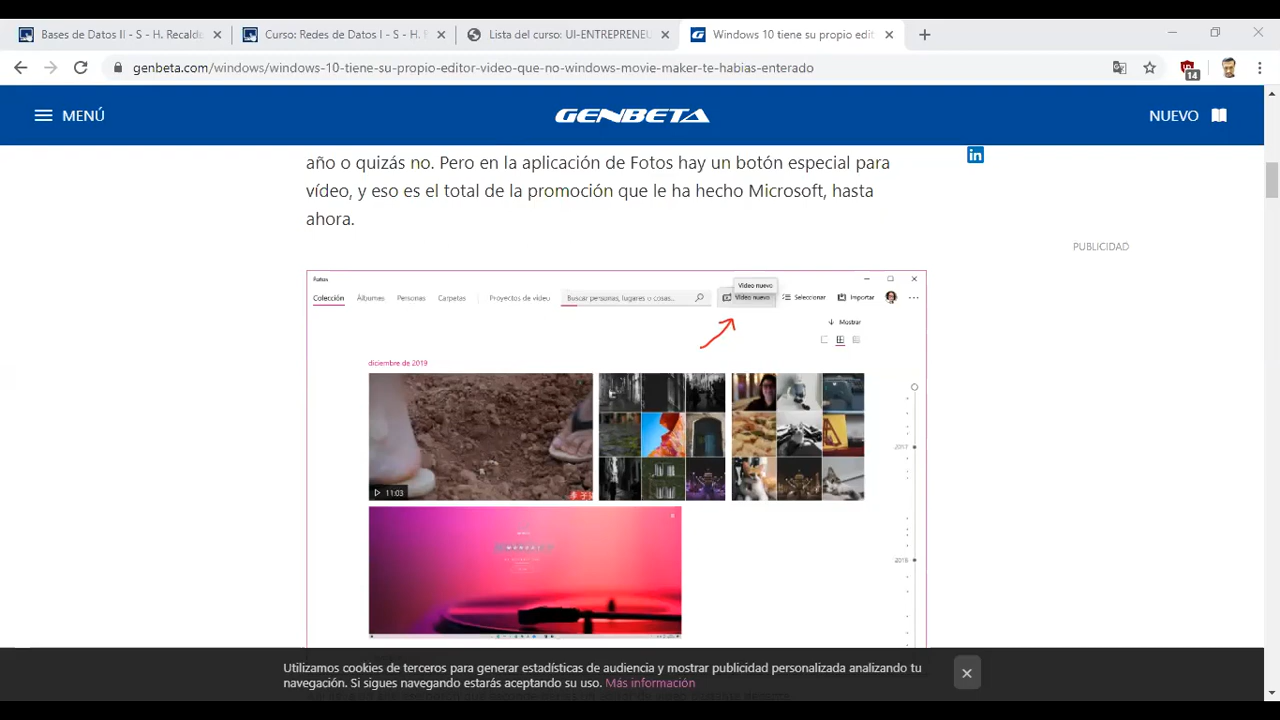 Bases de Datos II - S - H. Recaldo
Curso: Redes de Datos I - S - H. E
Lista del curso: UI-ENTREPRENEU
Windows 10 tiene su propio edit
genbeta.com/windows/windows-10-tiene-su-propio-editor-video-que-no-windows-movie-maker-te-habias-enterado
14
MENÚ
GENBETA
NUEVO
año o quizás no. Pero en la aplicación de Fotos hay un botón especial para
vídeo, y eso es el total de la promoción que le ha hecho Microsoft, hasta
ahora.
in
PUBLICIDAD
Fotos
Vídeo nuevo
Colección
Álbumes
Personas
Carpetas
Proyectos de vídeo
Buscar personas, lugares o cosas...
Vídeo nuevo
Seleccionar
Importar
Mostrar
diciembre de 2019
2017
11:03
Utilizamos cookies de terceros para generar estadísticas de audiencia y mostrar publicidad personalizada analizando tu
navegación. Si sigues navegando estarás aceptando su uso. Más información